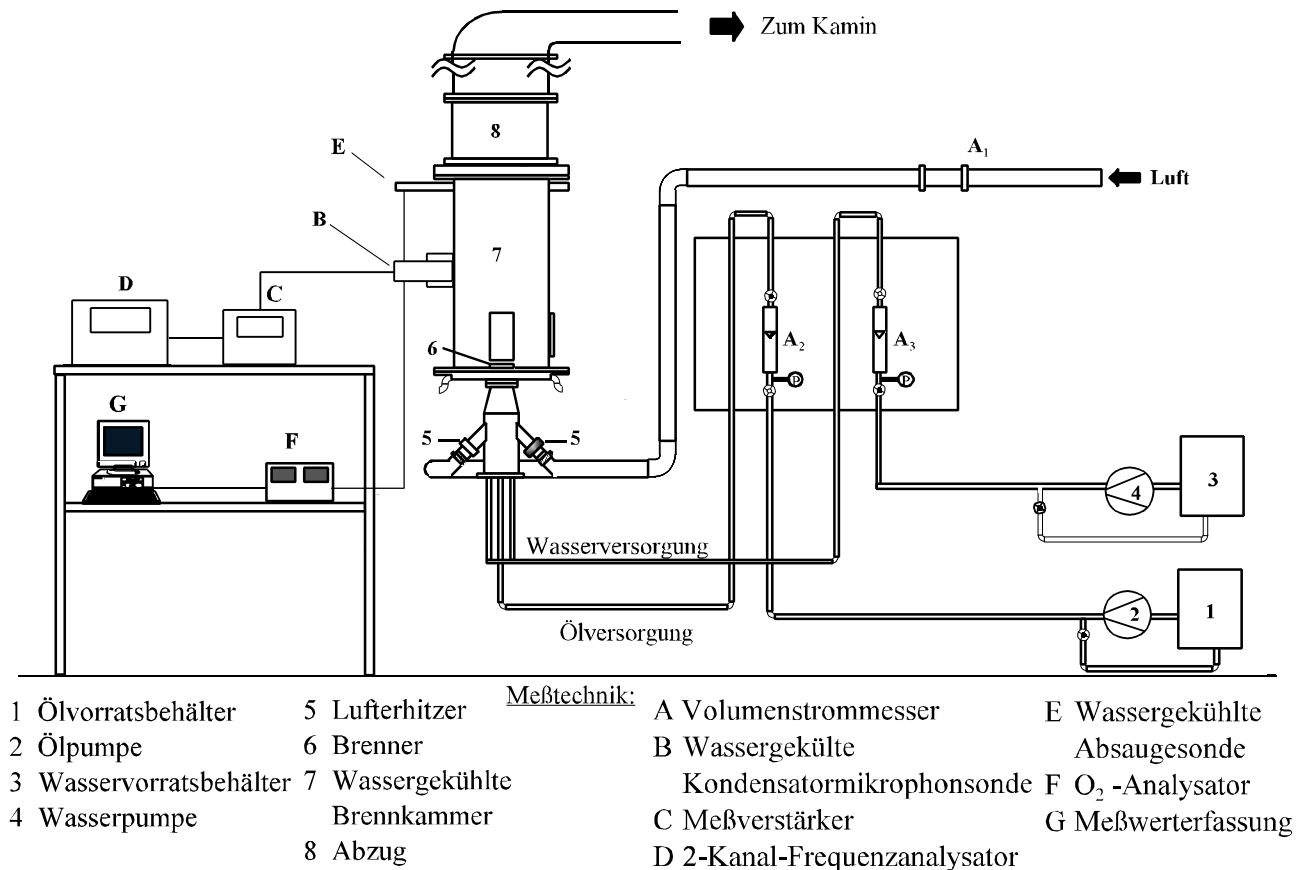 Zum Kamin
8
E
A₁
Luft
B
7
D
C
6
A₂
A₃
P
P
G
F
5
5
4
3
Wasserversorgung
2
1
Ölversorgung
Meßtechnik:
1 Ölvorratsbehälter
2 Ölpumpe
3 Wasservorratsbehälter
4 Wasserpumpe
5 Lufterhitzer
6 Brenner
7 Wassergekühlte
Brennkammer
8 Abzug
A Volumenstrommesser
B Wassergekülte
Kondensatormikrophonsonde
C Meßverstärker
D 2-Kanal-Frequenzanalysator
E Wassergekühlte
Absaugesonde
F O₂ -Analysator
G Meßwerterfassung